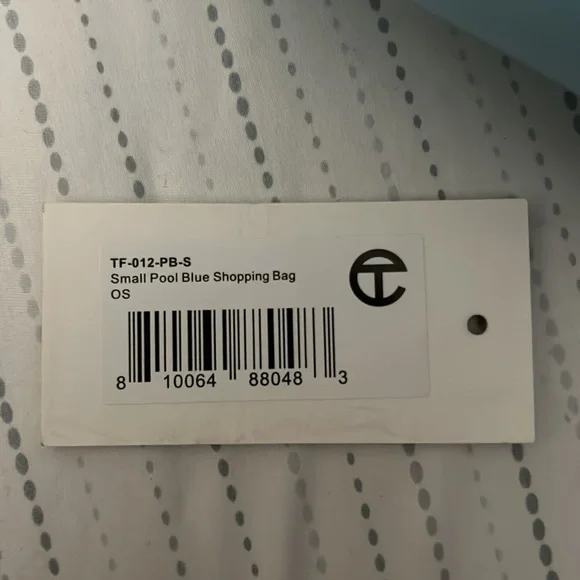 TF-012-PB-S
Small Pool Blue Shopping Bag
OS
8 10064 88048 3